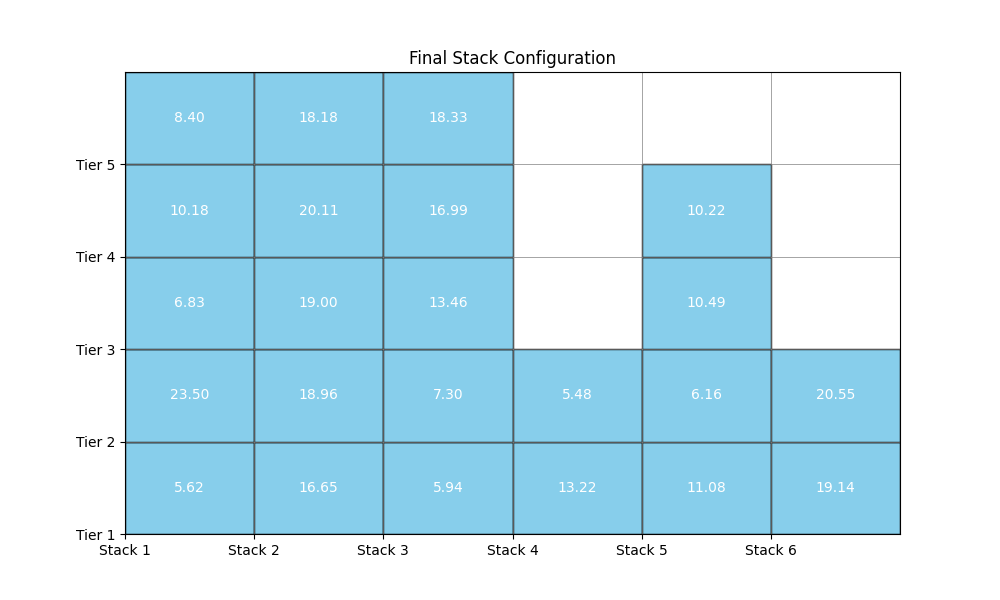 Final Stack Configuration
8.40 18.18 18.33
Tier 5
10.18 20.11 16.99 10.22
Tier 4
6.83 19.00 13.46 10.49
Tier 3
23.50 18.96 7.30 5.48 6.16 20.55
Tier 2
5.62 16.65 5.94 13.22 11.08 19.14
Tier 1
Stack 1 Stack 2 Stack 3 Stack 4 Stack 5 Stack 6